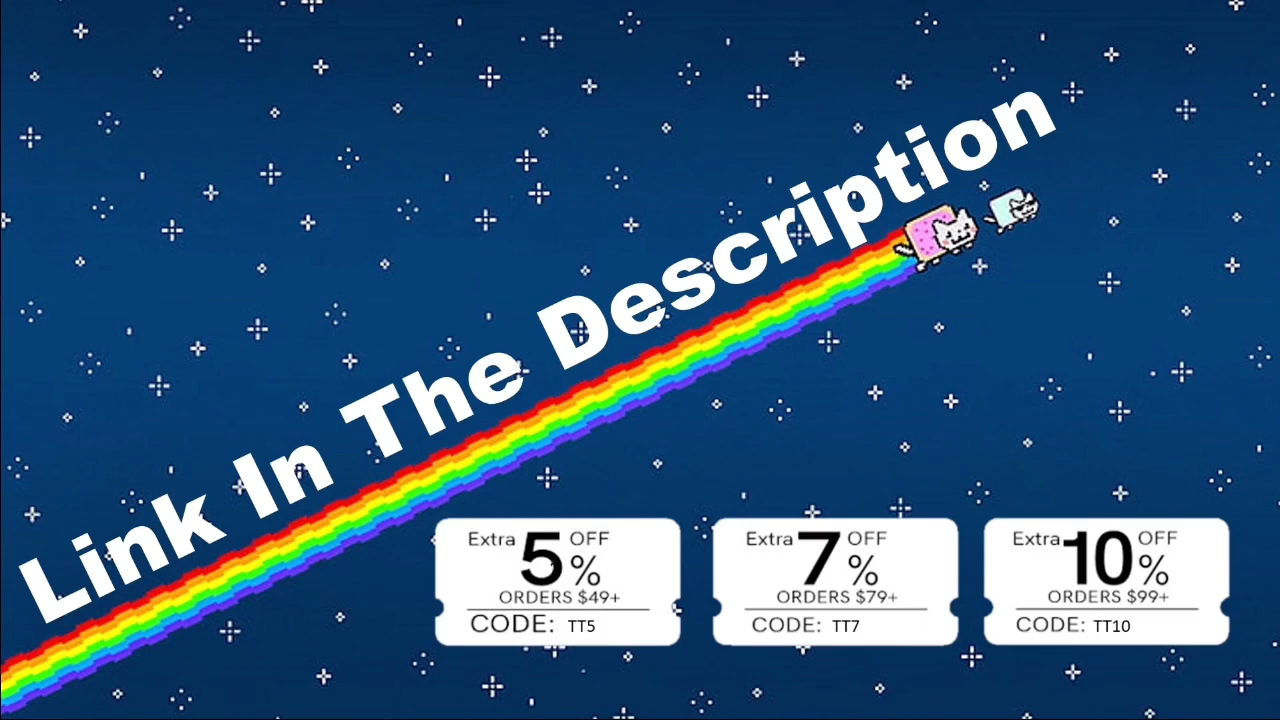 Link In The Description
Extra 5% OFF
ORDERS $49+
CODE: TT5
Extra 7% OFF
ORDERS $79+
CODE: TT7
Extra 10% OFF
ORDERS $99+
CODE: TT10